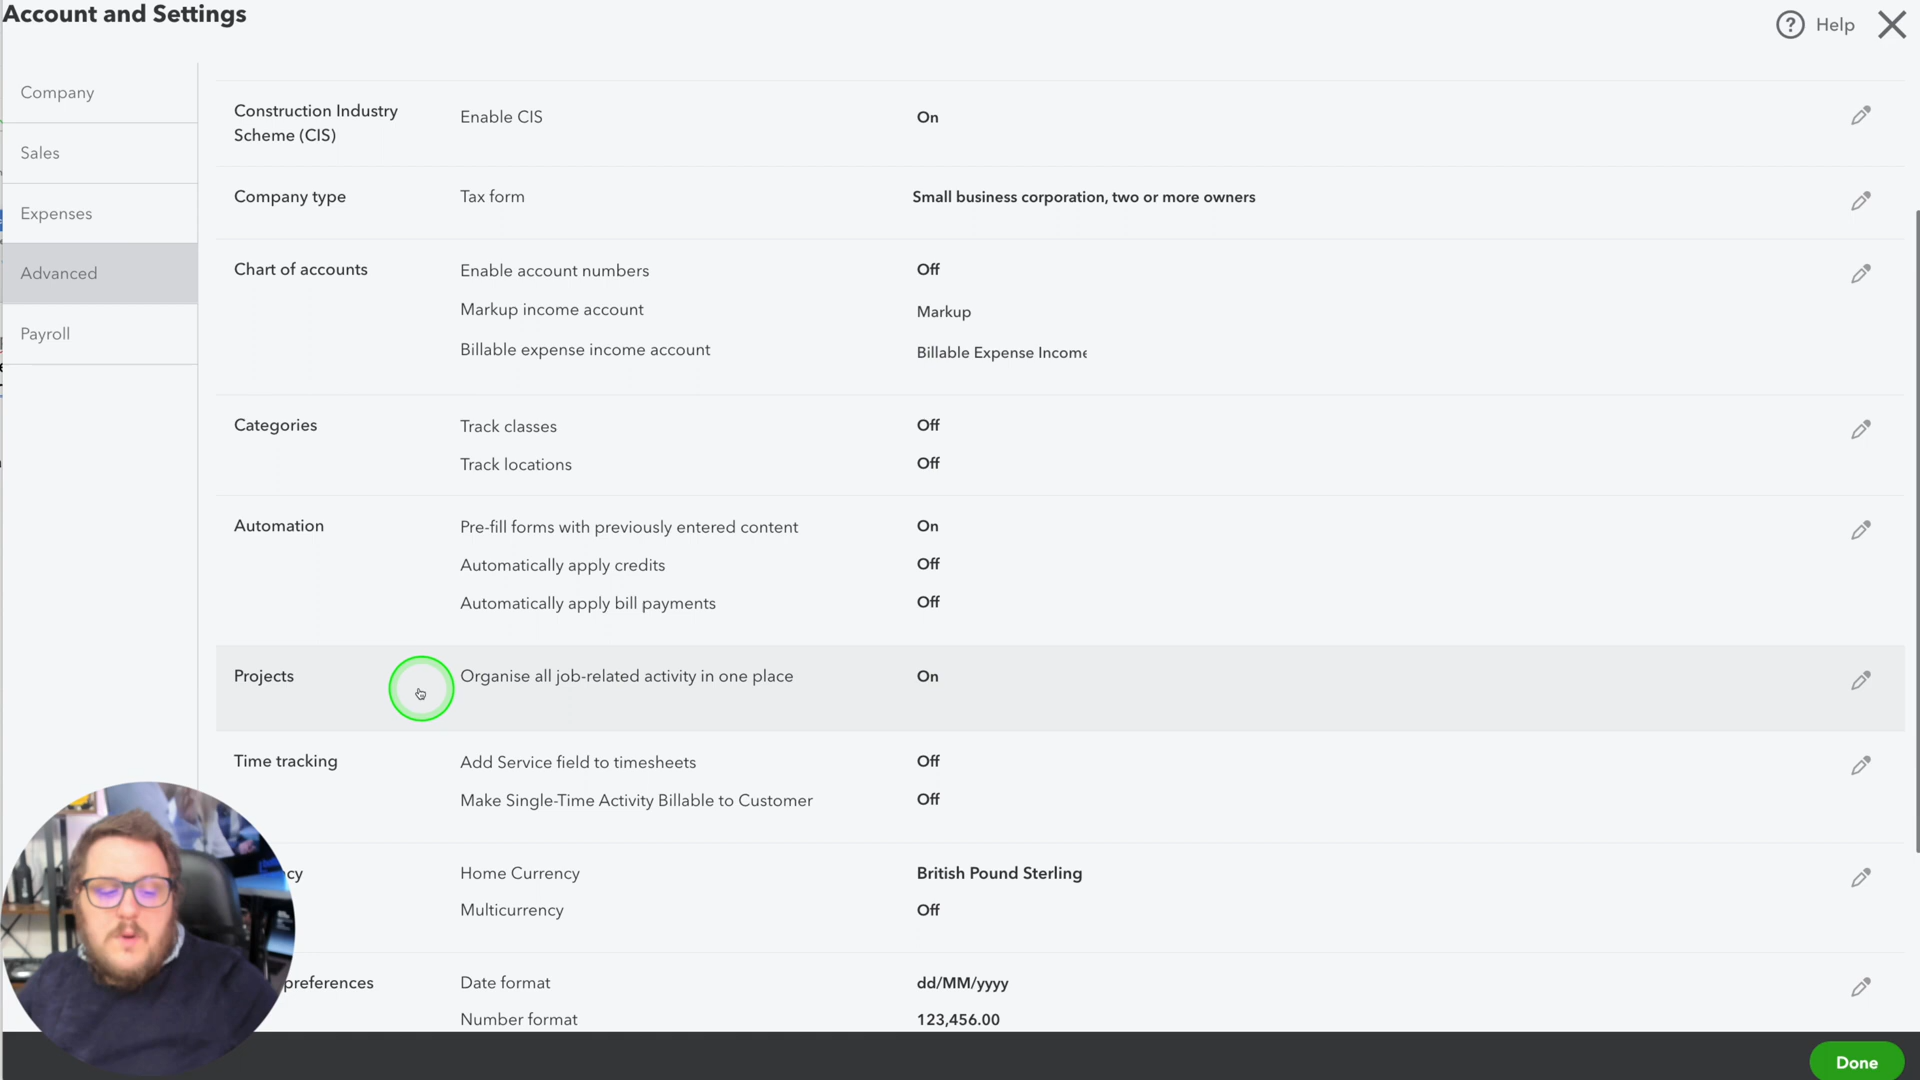 Account and Settings
Help
Company
Sales
Expenses
Advanced
Payroll
Construction Industry
Scheme (CIS)
Enable CIS
On
Company type
Tax form
Small business corporation, two or more owners
Chart of accounts
Enable account numbers
Off
Markup income account
Markup
Billable expense income account
Billable Expense Income
Categories
Track classes
Off
Track locations
Off
Automation
Pre-fill forms with previously entered content
On
Automatically apply credits
Off
Automatically apply bill payments
Off
Projects
Organise all job-related activity in one place
On
Time tracking
Add Service field to timesheets
Off
Make Single-Time Activity Billable to Customer
Off
cy
Home Currency
British Pound Sterling
Multicurrency
Off
preferences
Date format
dd/MM/yyyy
Number format
123,456.00
Done